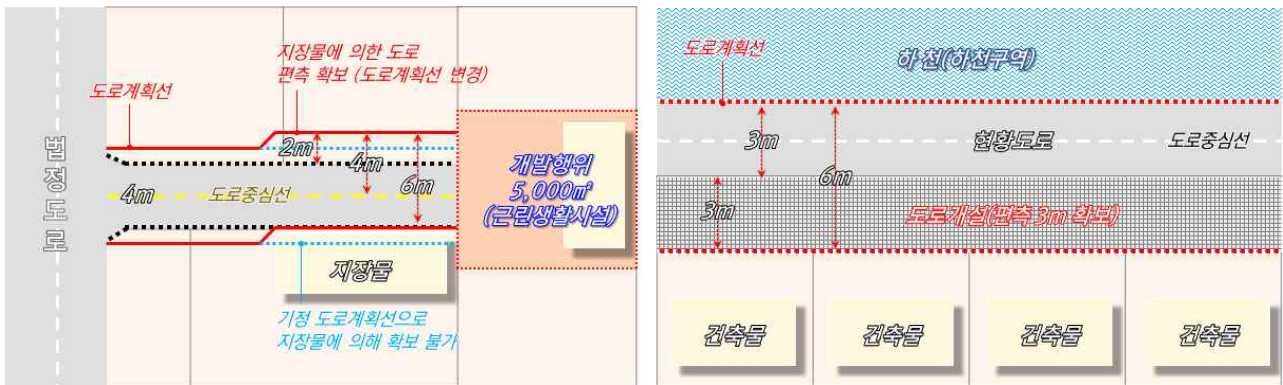 법정도로
도로계획선
지장물에 의한 도로
편측 확보 (도로계획선 변경)
2m
4m
6m
4m
도로중심선
개발행위
5,000㎡
(근린생활시설)
지장물
기정 도로계획선으로
지장물에 의해 확보 불가
도로계획선
하 천(하천구역)
3m
현황도로
도로중심선
6m
3m
도로개설(편측 3m 확보)
건축물
건축물
건축물
건축물